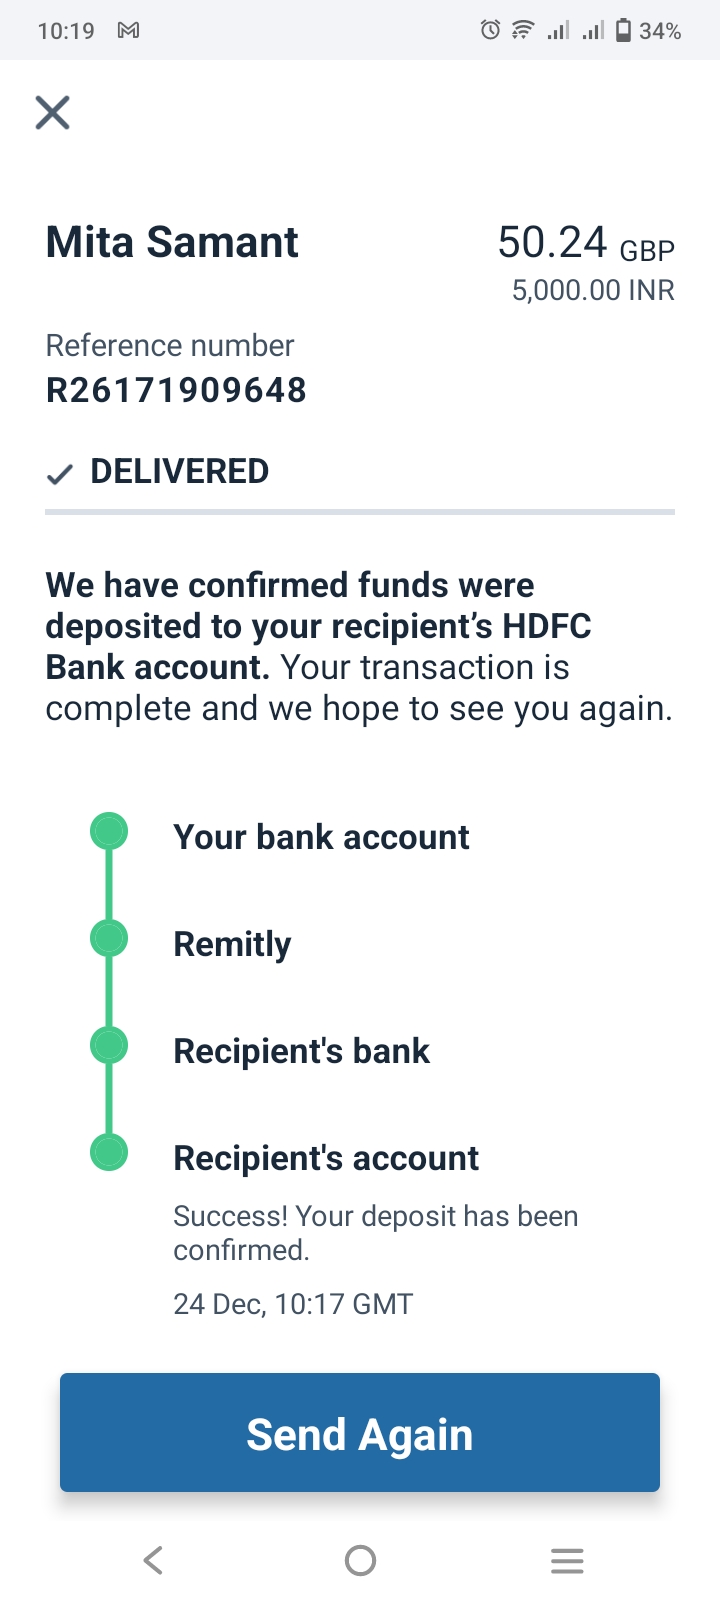 10:19 34%
Mita Samant
50.24 GBP
5,000.00 INR
Reference number
R26171909648
DELIVERED
We have confirmed funds were
deposited to your recipient’s HDFC
Bank account. Your transaction is
complete and we hope to see you again.
Your bank account
Remitly
Recipient's bank
Recipient's account
Success! Your deposit has been
confirmed.
24 Dec, 10:17 GMT
Send Again